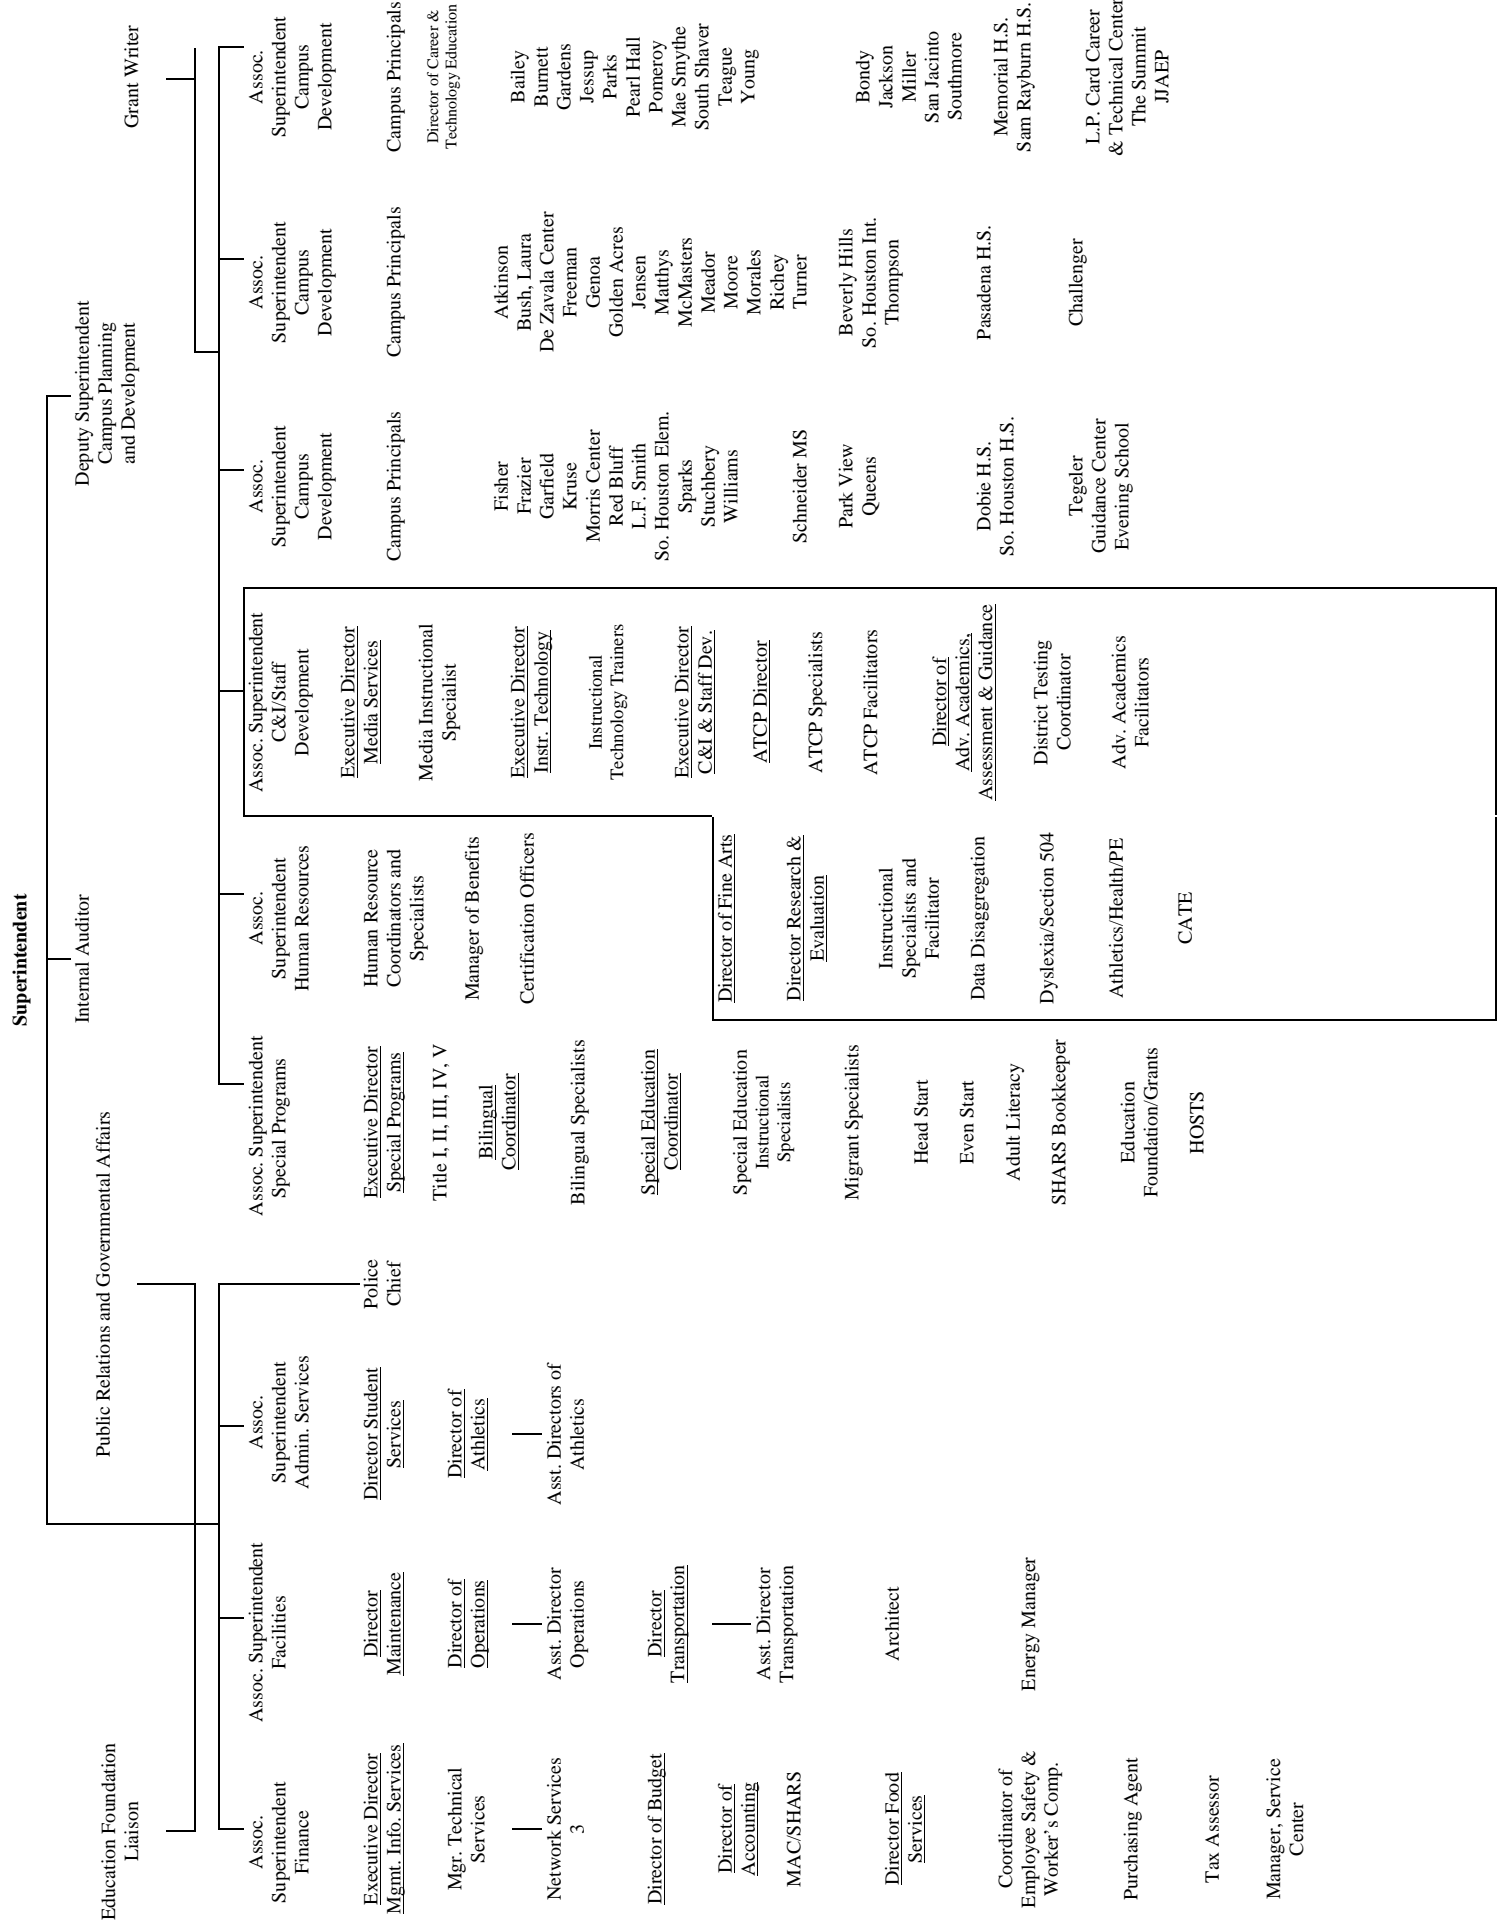 Superintendent
Education Foundation
Liaison
Public Relations and Governmental Affairs
Internal Auditor
Deputy Superintendent
Campus Planning
and Development
Grant Writer
Assoc.
Superintendent
Finance
Executive Director
Mgmt. Info. Services
Mgr. Technical
Services
Network Services
3
Director of Budget
Director of
Accounting
MAC/SHARS
Director Food
Services
Coordinator of
Employee Safety &
Worker's Comp.
Purchasing Agent
Tax Assessor
Manager, Service
Center
Assoc. Superintendent
Facilities
Director
Maintenance
Director of
Operations
Asst. Director
Operations
Director
Transportation
Asst. Director
Transportation
Architect
Energy Manager
Assoc.
Superintendent
Admin. Services
Director Student
Services
Director of
Athletics
Asst. Directors of
Athletics
Police
Chief
Assoc. Superintendent
Special Programs
Executive Director
Special Programs
Title I, II, III, IV, V
Bilingual
Coordinator
Bilingual Specialists
Special Education
Coordinator
Special Education
Instructional
Specialists
Migrant Specialists
Head Start
Even Start
Adult Literacy
SHARS Bookkeeper
Education
Foundation/Grants
HOSTS
Assoc.
Superintendent
Human Resources
Human Resource
Coordinators and
Specialists
Manager of Benefits
Certification Officers
Director of Fine Arts
Director Research &
Evaluation
Instructional
Specialists and
Facilitator
Data Disaggregation
Dyslexia/Section 504
Athletics/Health/PE
CATE
Assoc. Superintendent
C&I/Staff
Development
Executive Director
Media Services
Media Instructional
Specialist
Executive Director
Instr. Technology
Instructional
Technology Trainers
Executive Director
C&I & Staff Dev.
ATCP Director
ATCP Specialists
ATCP Facilitators
Director of
Adv. Academics,
Assessment & Guidance
District Testing
Coordinator
Adv. Academics
Facilitators
Assoc.
Superintendent
Campus
Development
Campus Principals
Fisher
Frazier
Garfield
Kruse
Morris Center
Red Bluff
L.F. Smith
So. Houston Elem.
Sparks
Stuchbery
Williams
Schneider MS
Park View
Queens
Dobie H.S.
So. Houston H.S.
Tegeler
Guidance Center
Evening School
Assoc.
Superintendent
Campus
Development
Campus Principals
Atkinson
Bush, Laura
De Zavala Center
Freeman
Genoa
Golden Acres
Jensen
Matthys
McMasters
Meador
Moore
Morales
Richey
Turner
Beverly Hills
So. Houston Int.
Thompson
Pasadena H.S.
Challenger
Assoc.
Superintendent
Campus
Development
Campus Principals
Director of Career &
Technology Education
Bailey
Burnett
Gardens
Jessup
Parks
Pearl Hall
Pomeroy
Mae Smythe
South Shaver
Teague
Young
Bondy
Jackson
Miller
San Jacinto
Southmore
Memorial H.S.
Sam Rayburn H.S.
L.P. Card Career
& Technical Center
The Summit
JJAEP